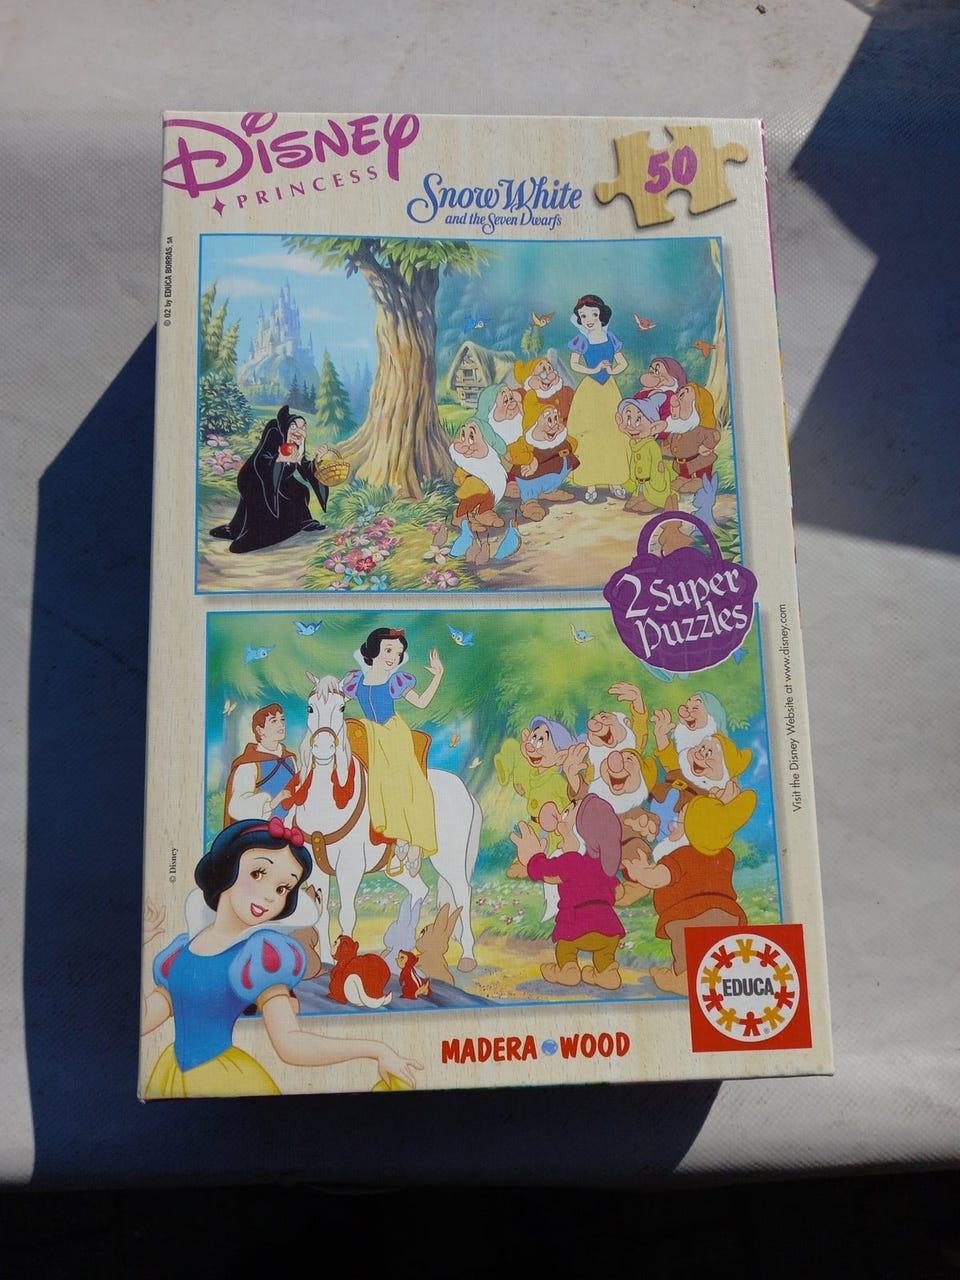 DISNEY
PRINCESS
Snow White
and the Seven Dwarfs
50
© 02 by EDUCA BORRAS, SA
2 Super
Puzzles
Visit the Disney Website at www.disney.com
© Disney
EDUCA
®
MADERA WOOD